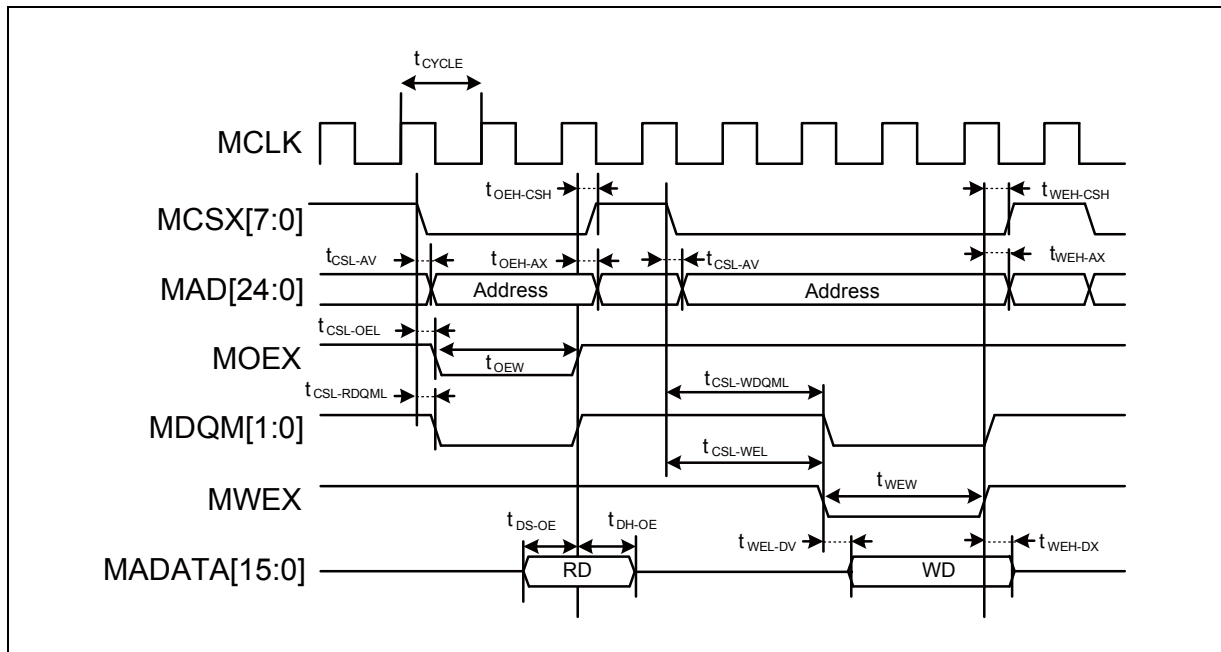 tCYCLE
MCLK
tOEH-CSH
tWEH-CSH
MCSX[7:0]
tCSL-AV
tOEH-AX
tCSL-AV
tWEH-AX
MAD[24:0]
Address
Address
tCSL-OEL
MOEX
tOEW
tCSL-RDQML
tCSL-WDQML
MDQM[1:0]
tCSL-WEL
tWEW
MWEX
tDS-OE
tDH-OE
tWEL-DV
tWEH-DX
MADATA[15:0]
RD
WD